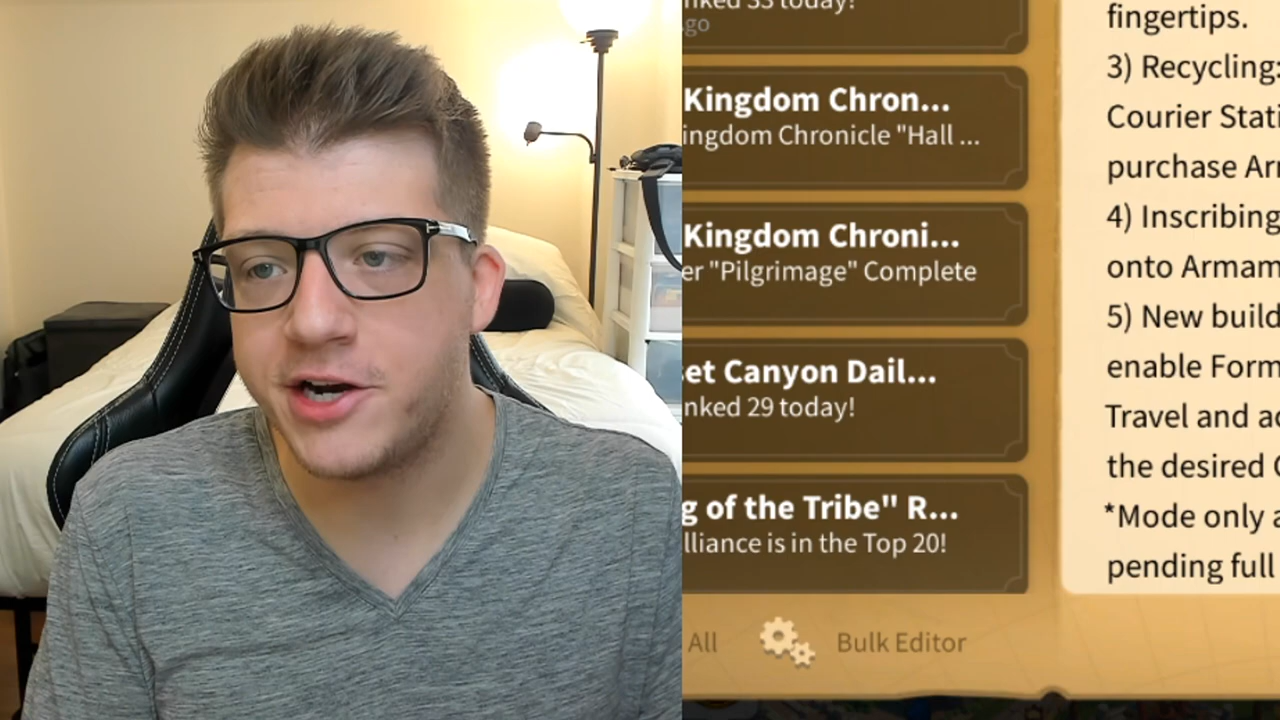 nked 33 today!
go
Kingdom Chron...
ingdom Chronicle "Hall ...
Kingdom Chroni...
er "Pilgrimage" Complete
set Canyon Dail...
nked 29 today!
g of the Tribe" R...
lliance is in the Top 20!
All
Bulk Editor
fingertips.
3) Recycling:
Courier Stati
purchase Arr
4) Inscribing
onto Armam
5) New build
enable Form
Travel and ac
the desired
*Mode only a
pending full